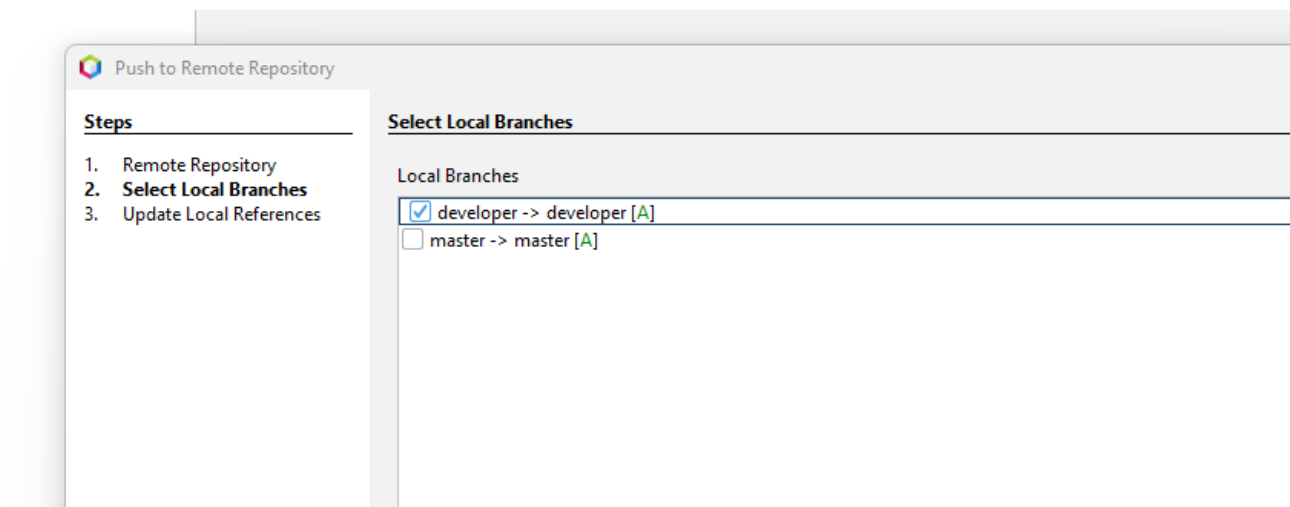 Push to Remote Repository
Steps
1. Remote Repository
2. Select Local Branches
3. Update Local References
Select Local Branches
Local Branches
developer -> developer [A]
master -> master [A]